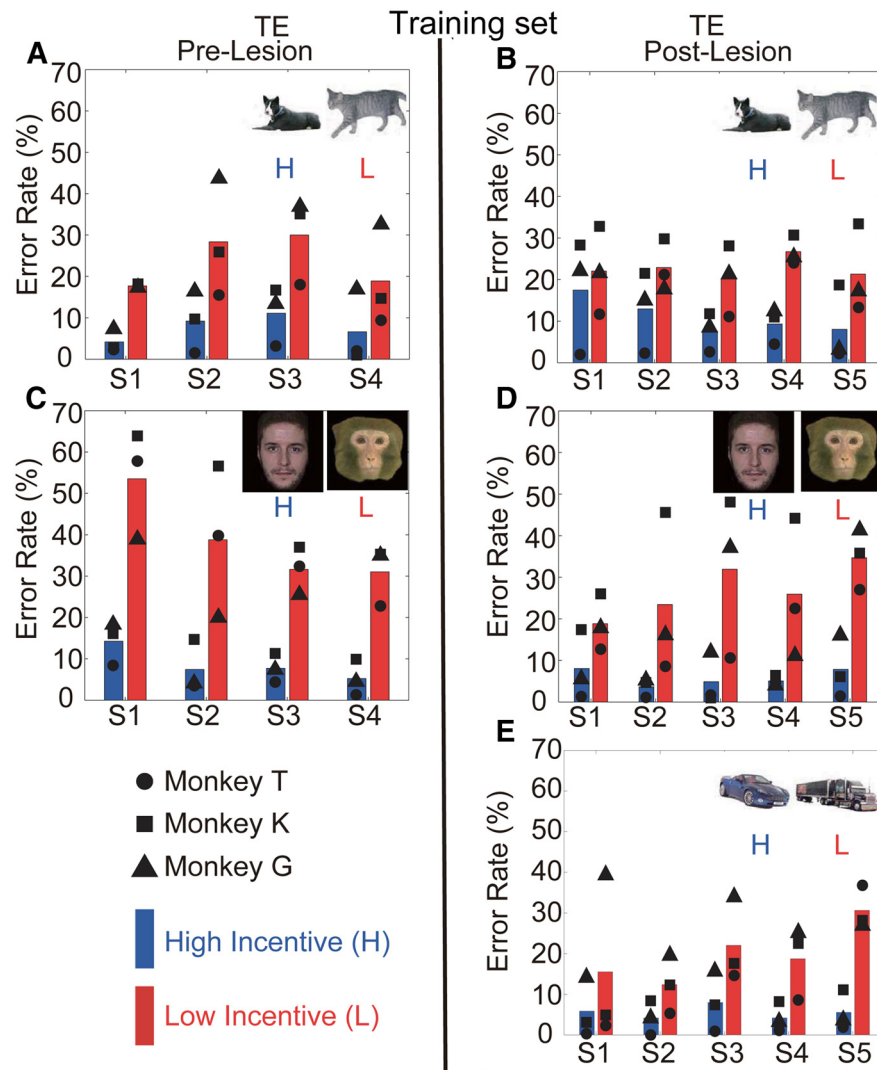 Training set
TE
Pre-Lesion
TE
Post-Lesion
A
Error Rate (%)
70
60
50
40
30
20
10
0
H L
S1 S2 S3 S4
B
Error Rate (%)
70
60
50
40
30
20
10
0
H L
S1 S2 S3 S4 S5
C
Error Rate (%)
70
60
50
40
30
20
10
0
H L
S1 S2 S3 S4
D
Error Rate (%)
70
60
50
40
30
20
10
0
H L
S1 S2 S3 S4 S5
Monkey T
Monkey K
Monkey G
High Incentive (H)
Low Incentive (L)
E
Error Rate (%)
70
60
50
40
30
20
10
0
H L
S1 S2 S3 S4 S5